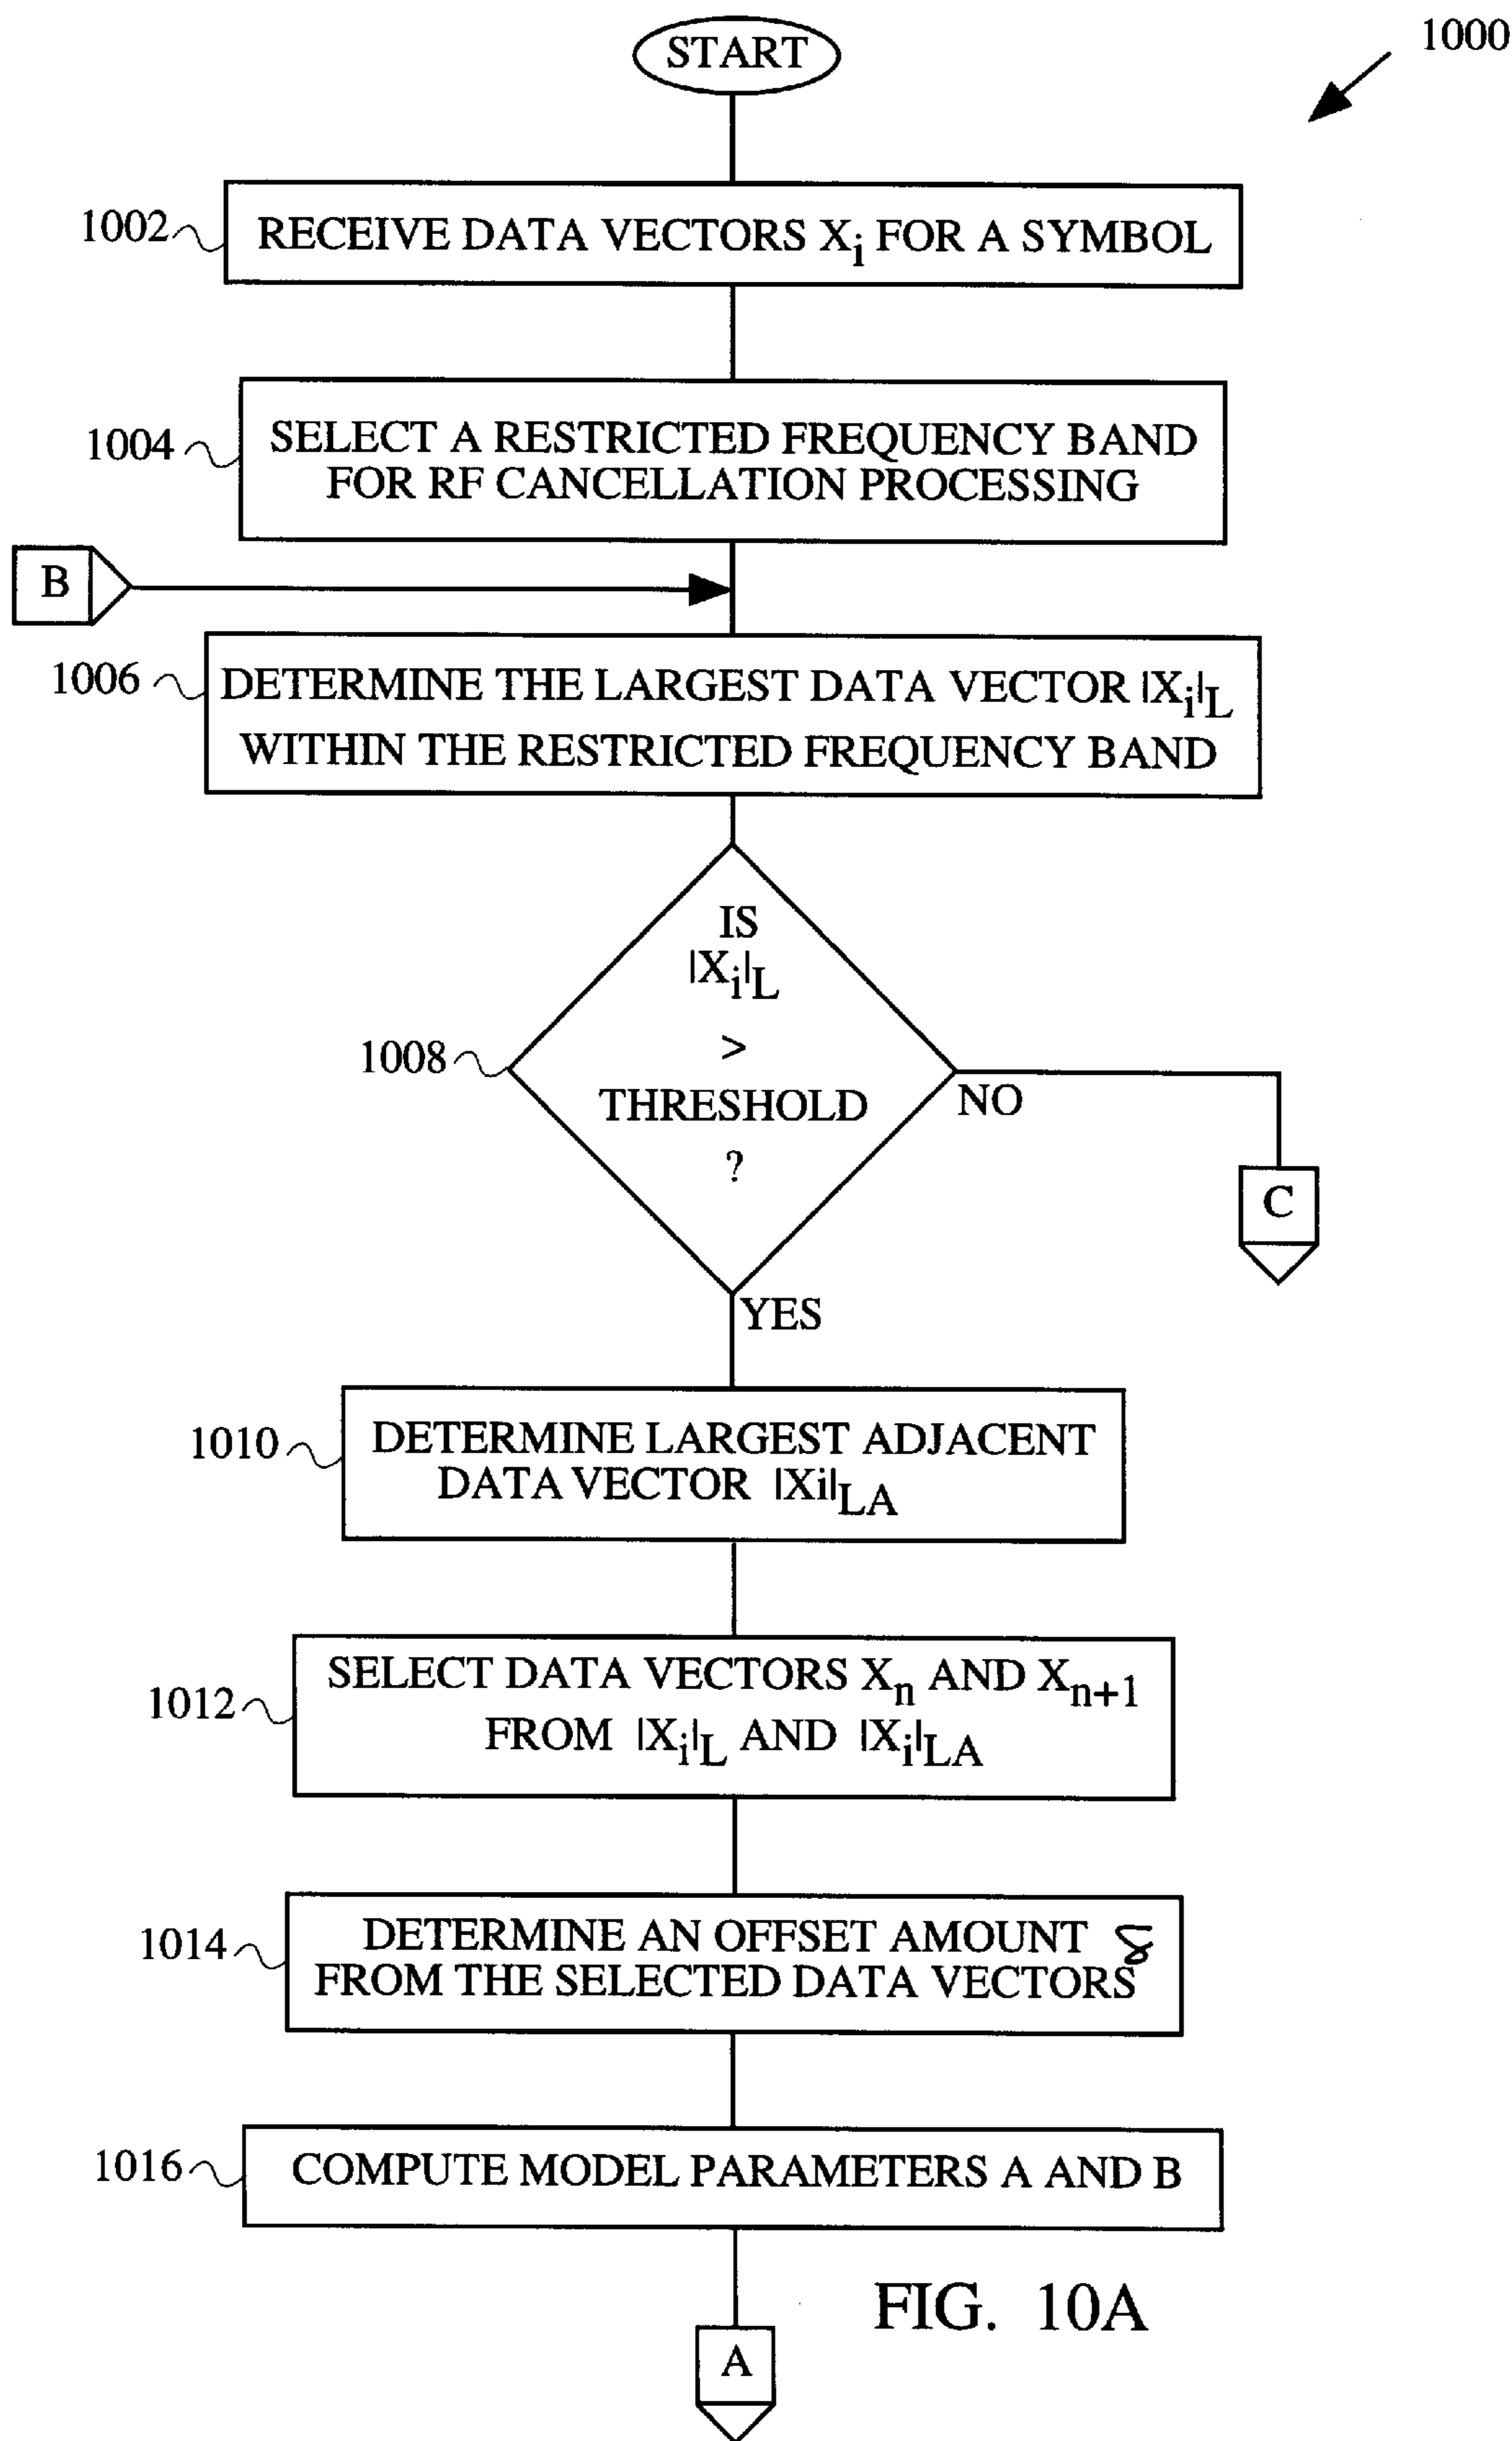 START
1000
1002
RECEIVE DATA VECTORS Xi FOR A SYMBOL
1004
SELECT A RESTRICTED FREQUENCY BAND
FOR RF CANCELLATION PROCESSING
B
1006
DETERMINE THE LARGEST DATA VECTOR |Xi|L
WITHIN THE RESTRICTED FREQUENCY BAND
IS
|Xi|L
>
1008
THRESHOLD
?
NO
C
YES
1010
DETERMINE LARGEST ADJACENT
DATA VECTOR |Xi|LA
1012
SELECT DATA VECTORS Xn AND Xn+1
FROM |Xi|L AND |Xi|LA
1014
DETERMINE AN OFFSET AMOUNT δ
FROM THE SELECTED DATA VECTORS
1016
COMPUTE MODEL PARAMETERS A AND B
FIG. 10A
A